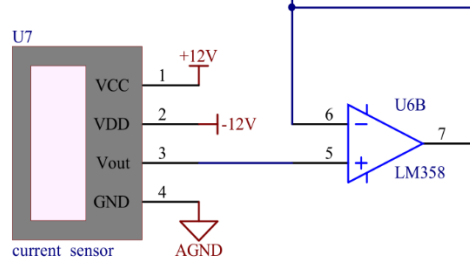 U7
VCC 1 +12V
VDD 2 -12V
Vout 3
GND 4
AGND
current sensor
6
5
7
U6B
LM358